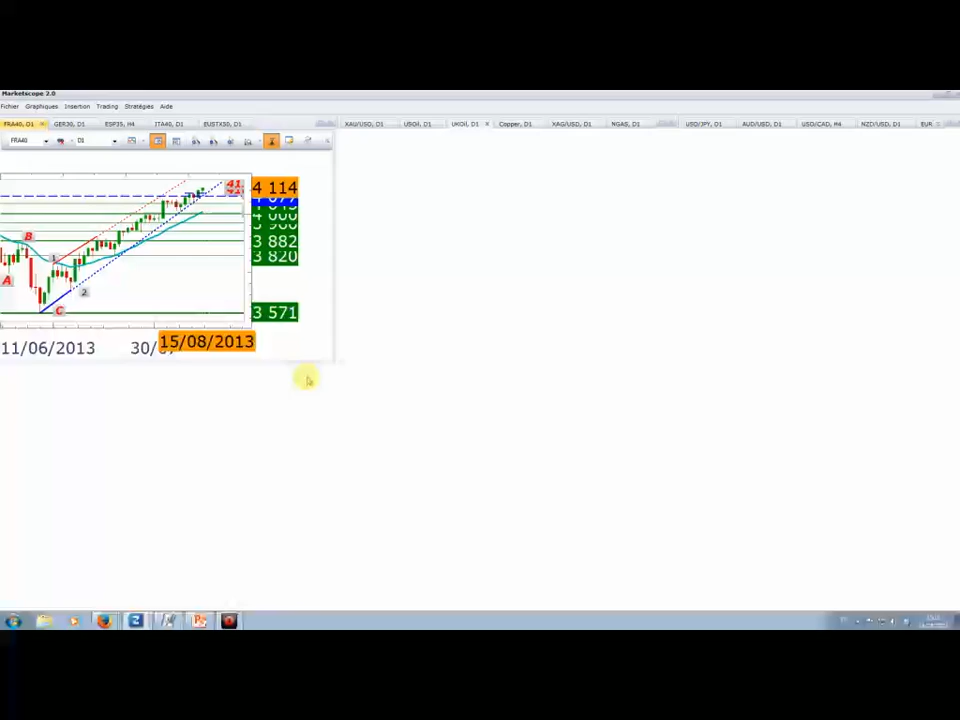 Marketscope 2.0
Fichier Graphiques Insertion Trading Stratégies Aide
FRA40, D1 GER30, D1 ESP35, H4 ITA40, D1 EUSTX50, D1 XAU/USD, D1 USOil, D1 UKOil, D1 Copper, D1 XAG/USD, D1 NGAS, D1 USD/JPY, D1 AUD/USD, D1 USD/CAD, H4 NZD/USD, D1 EUR
FRA40 D1
4 114
4 000
3 882
3 820
3 571
B
1
A
2
C
11/06/2013 15/08/2013